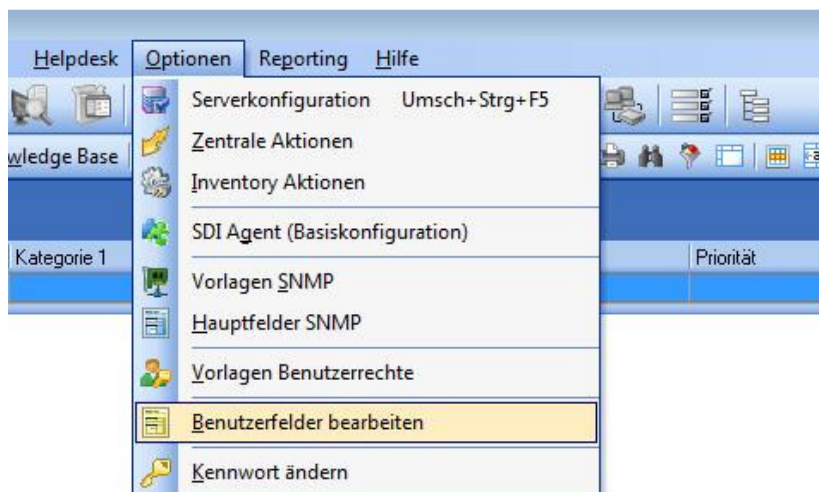 Helpdesk Optionen Reporting Hilfe
Serverkonfiguration Umsch+Strg+F5
Zentrale Aktionen
wledge Base
Inventory Aktionen
SDI Agent (Basiskonfiguration)
Kategorie 1 Priorität
Vorlagen SNMP
Hauptfelder SNMP
Vorlagen Benutzerrechte
Benutzerfelder bearbeiten
Kennwort ändern